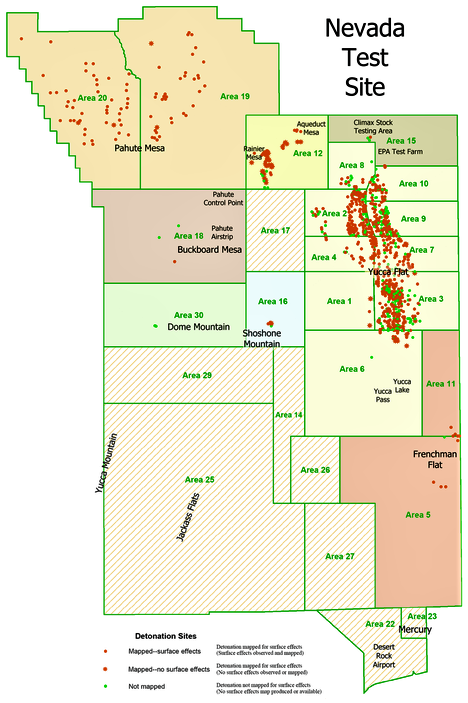 Nevada
Test
Site
Area 20
Area 19
Pahute Mesa
Aqueduct
Mesa
Rainier
Mesa
Area 12
Climax Stock
Testing Area
Area 15
EPA Test Farm
Area 8
Area 10
Pahute
Control Point
Area 18
Pahute
Airstrip
Buckboard Mesa
Area 17
Area 2
Area 9
Area 4
Area 7
Yucca Flat
Area 30
Dome Mountain
Area 16
Shoshone
Mountain
Area 1
Area 3
Area 29
Area 14
Area 6
Yucca
Lake
Yucca
Pass
Area 11
Yucca Mountain
Area 25
Jackass Flats
Area 26
Frenchman
Flat
Area 5
Area 27
Area 22
Area 23
Mercury
Desert
Rock
Airport
Detonation Sites
Mapped--surface effects
Detonation mapped for surface effects
(Surface effects observed and mapped)
Mapped--no surface effects
Detonation mapped for surface effects
(No surface effects observed or mapped)
Not mapped
Detonation not mapped for surface effects
(No surface effects map produced or available)